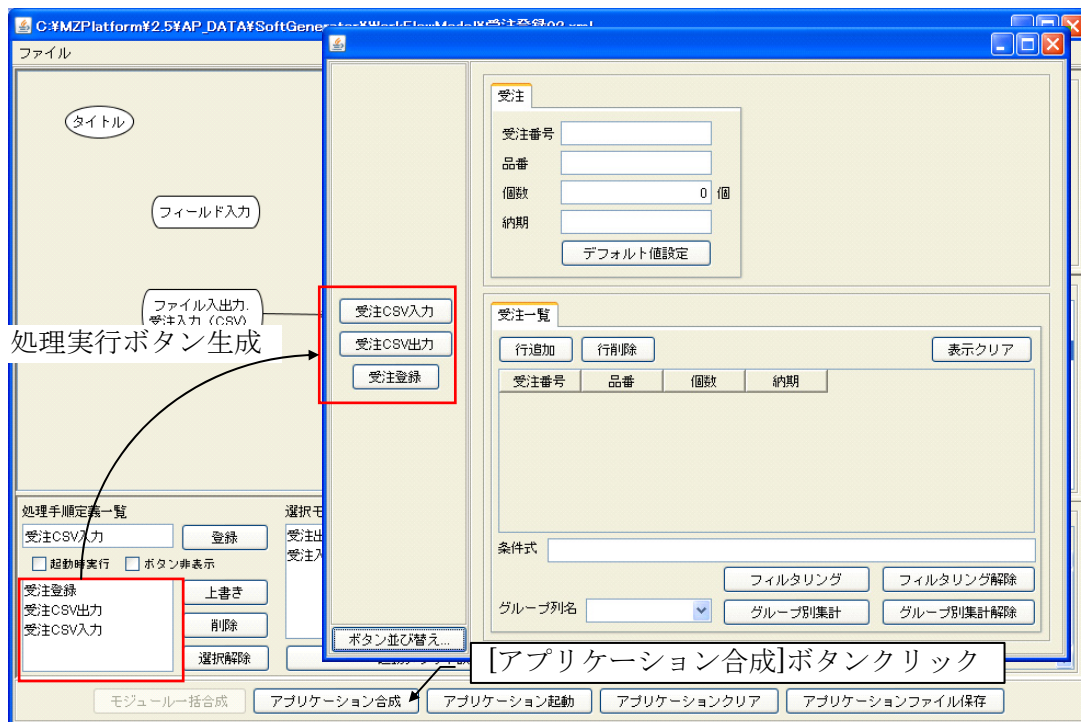 C:¥MZPlatform¥2.5¥AP_DATA¥SoftGenerator¥WorkFlowModel¥受注登録02.xml
ファイル
タイトル
フィールド入力
ファイル入出力.
受注入力（CSV）
処理実行ボタン生成
受注CSV入力
受注CSV出力
受注登録
ボタン並び替え...
受注
受注番号
品番
個数 0 個
納期
デフォルト値設定
受注一覧
行追加 行削除 表示クリア
受注番号 品番 個数 納期
条件式
フィルタリング フィルタリング解除
グループ列名 グループ別集計 グループ別集計解除
処理手順定義一覧
受注CSV入力 登録
起動時実行 ボタン非表示
受注登録
受注CSV出力
受注CSV入力
上書き
削除
選択解除
選択モ
受注出
受注入
[アプリケーション合成]ボタンクリック
モジュール一括合成 アプリケーション合成 アプリケーション起動 アプリケーションクリア アプリケーションファイル保存